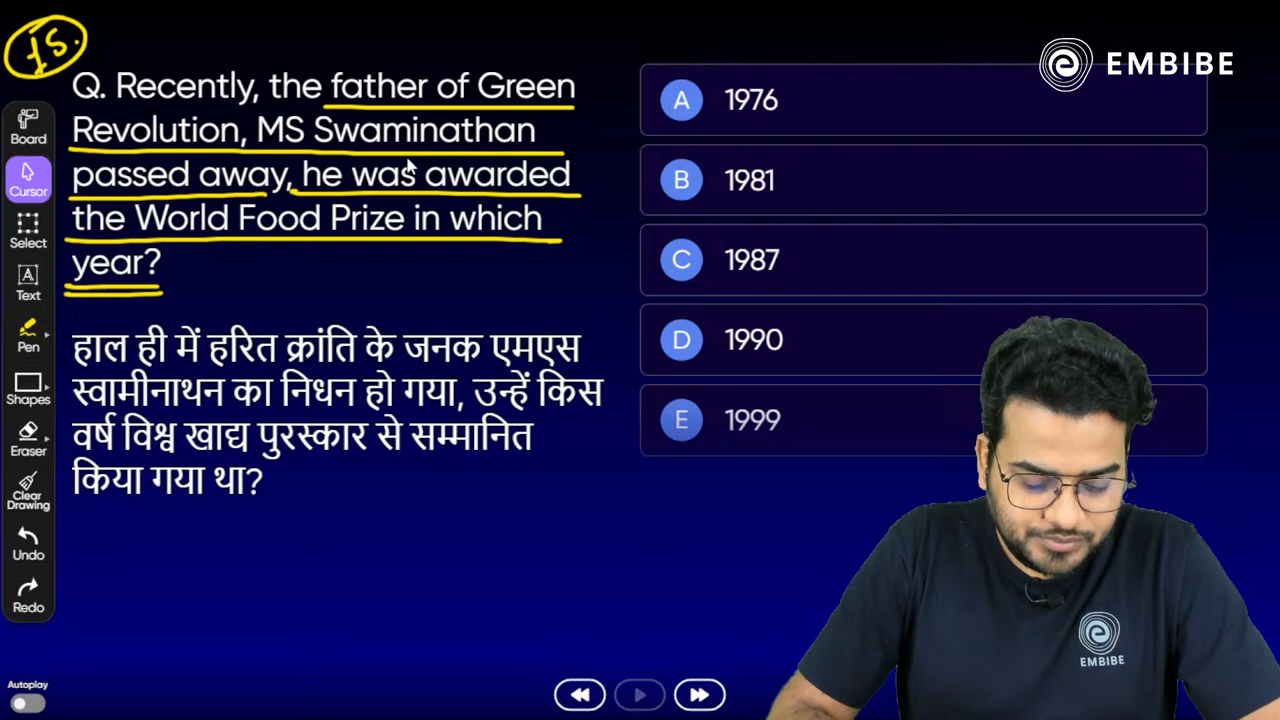 15.
EMBIBE
Q. Recently, the father of Green
Revolution, MS Swaminathan
passed away, he was awarded
the World Food Prize in which
year?
हाल ही में हरित क्रांति के जनक एमएस
स्वामीनाथन का निधन हो गया, उन्हें किस
वर्ष विश्व खाद्य पुरस्कार से सम्मानित
किया गया था?
A 1976
B 1981
C 1987
D 1990
E 1999
Board
Cursor
Select
A
Text
Pen
Shapes
Eraser
Clear
Drawing
Undo
Redo
Autoplay
EMBIBE